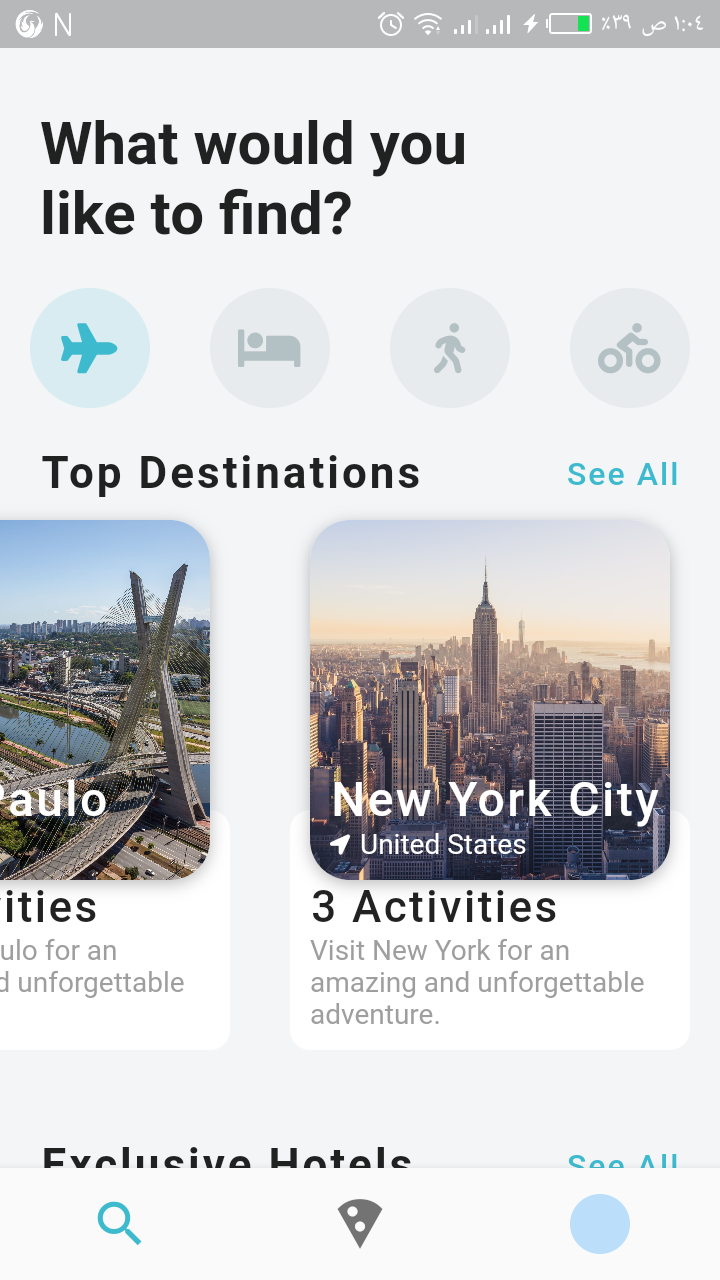 N ٪٣٩ ١:٠٤ ص
What would you
like to find?
Top Destinations See All
Paulo
New York City
United States
ities
3 Activities
ulo for an
d unforgettable
Visit New York for an
amazing and unforgettable
adventure.
Exclusive Hotels See All